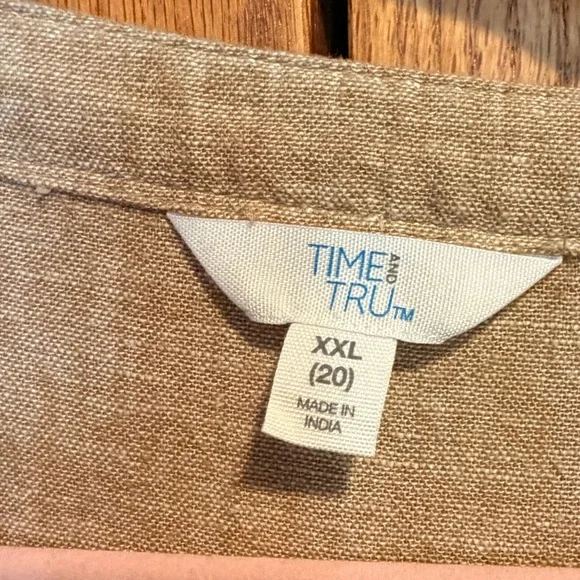 TIME AND
TRU™
XXL
(20)
MADE IN
INDIA